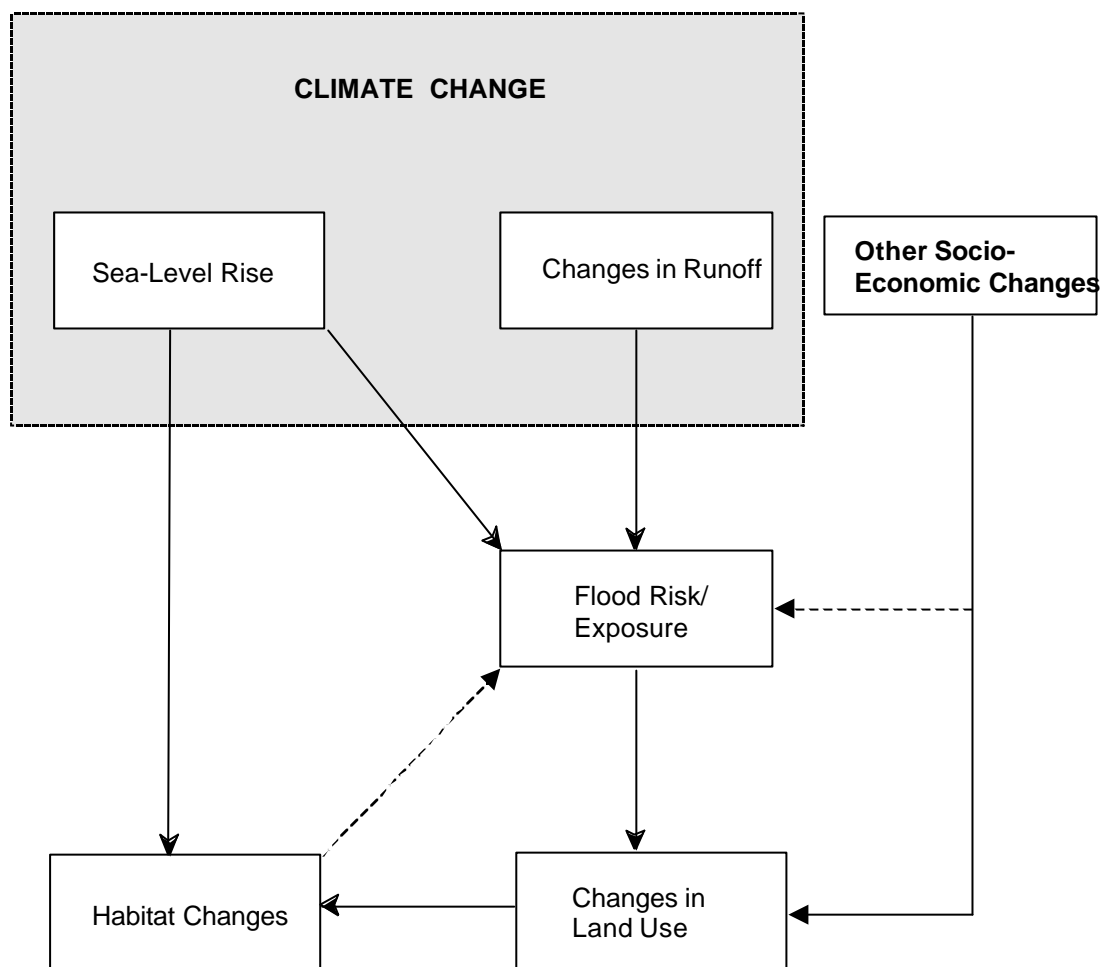 CLIMATE CHANGE
Sea-Level Rise
Changes in Runoff
Other Socio-
Economic Changes
Flood Risk/
Exposure
Habitat Changes
Changes in
Land Use